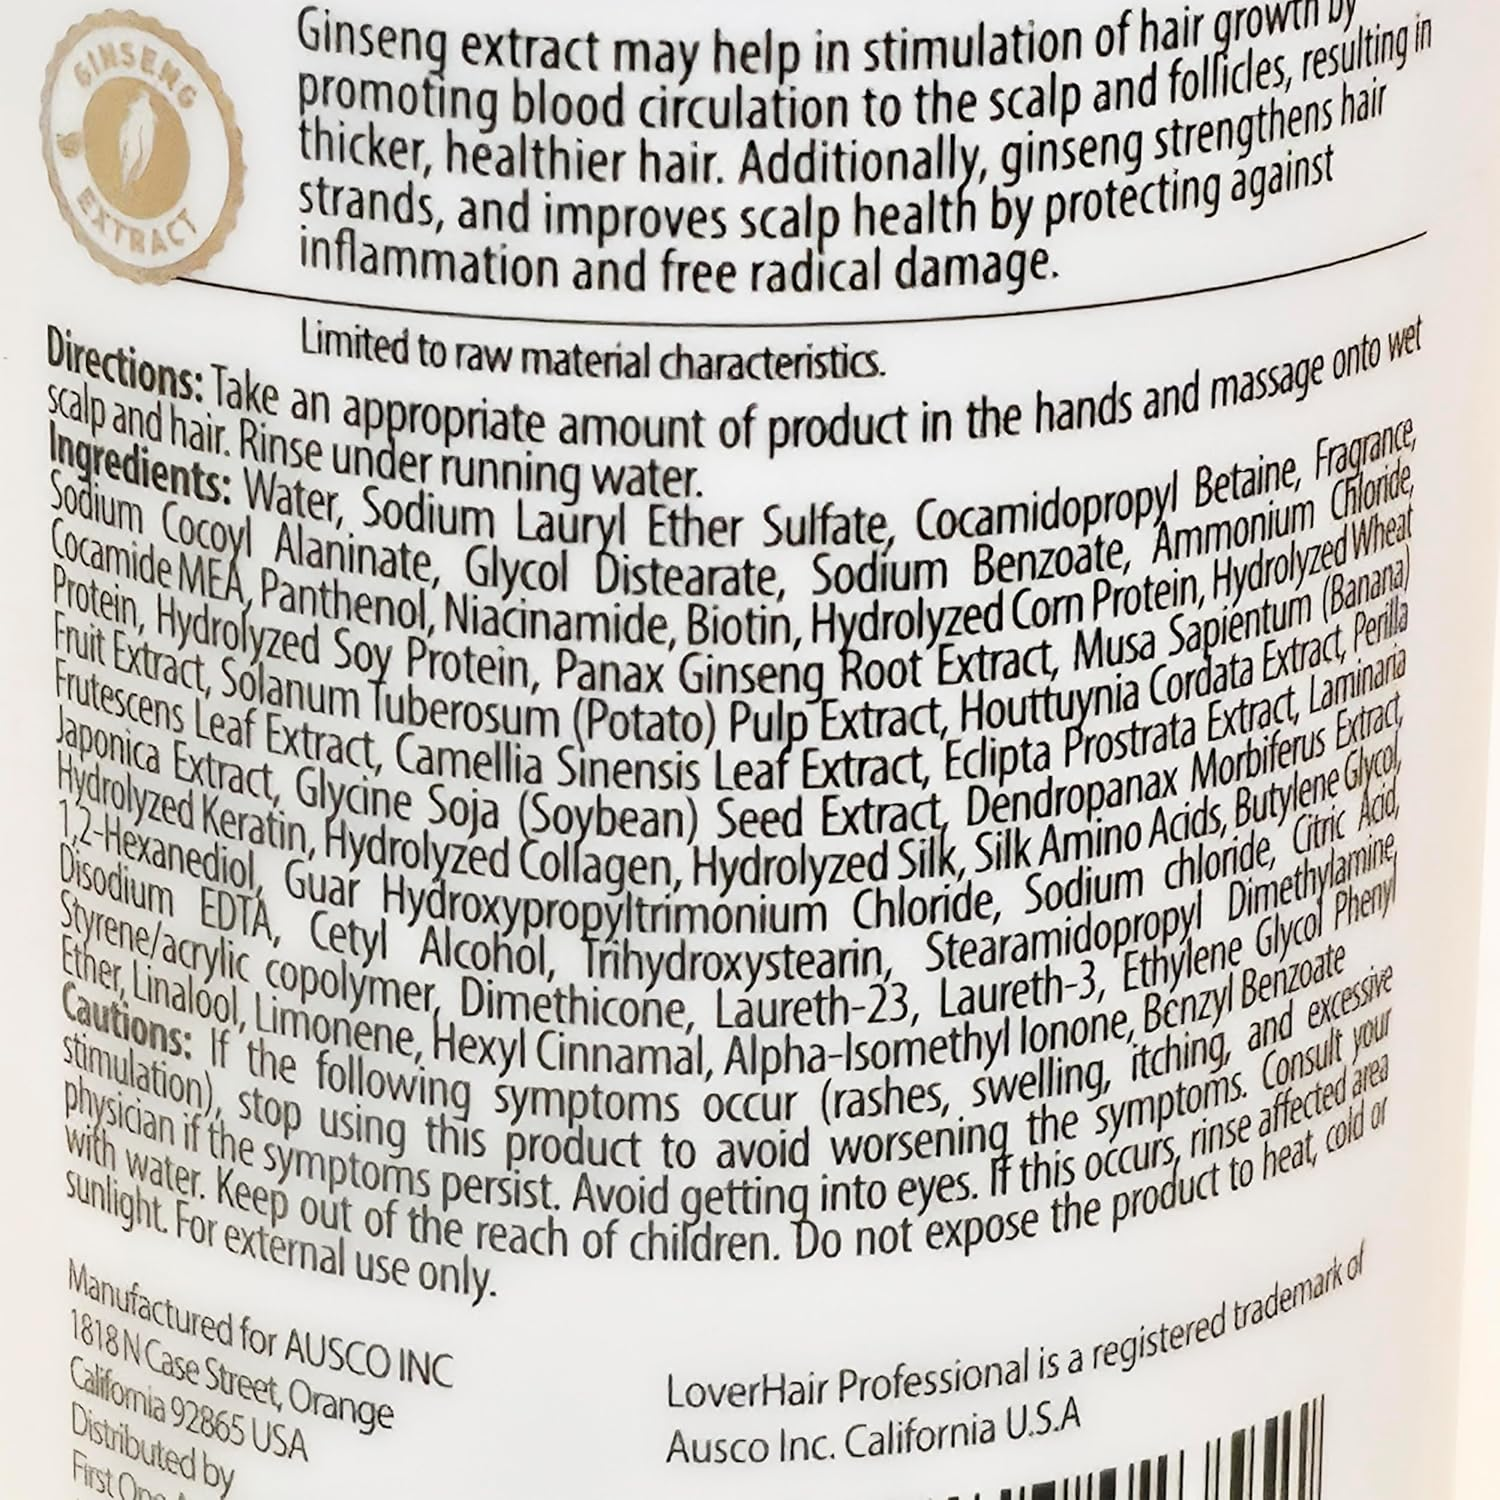 GINSENG
&
EXTRACT
Ginseng extract may help in stimulation of hair growth by
promoting blood circulation to the scalp and follicles, resulting in
thicker, healthier hair. Additionally, ginseng strengthens hair
strands, and improves scalp health by protecting against
inflammation and free radical damage.
Limited to raw material characteristics.
Directions: Take an appropriate amount of product in the hands and massage onto wet
scalp and hair. Rinse under running water.
Ingredients: Water, Sodium Lauryl Ether Sulfate, Cocamidopropyl Betaine, Fragrance,
Sodium Cocoyl Alaninate, Glycol Distearate, Sodium Benzoate, Ammonium Chloride,
Cocamide MEA, Panthenol, Niacinamide, Biotin, Hydrolyzed Corn Protein, Hydrolyzed Wheat
Protein, Hydrolyzed Soy Protein, Panax Ginseng Root Extract, Musa Sapientum (Banana)
Fruit Extract, Solanum Tuberosum (Potato) Pulp Extract, Houttuynia Cordata Extract, Perilla
Frutescens Leaf Extract, Camellia Sinensis Leaf Extract, Eclipta Prostrata Extract, Laminaria
Japonica Extract, Glycine Soja (Soybean) Seed Extract, Dendropanax Morbiferus Extract,
Hydrolyzed Keratin, Hydrolyzed Collagen, Hydrolyzed Silk, Silk Amino Acids, Butylene Glycol,
1,2-Hexanediol, Guar Hydroxypropyltrimonium Chloride, Sodium chloride, Citric Acid,
Disodium EDTA, Cetyl Alcohol, Trihydroxystearin, Stearamidopropyl Dimethylamine,
Styrene/acrylic copolymer, Dimethicone, Laureth-23, Laureth-3, Ethylene Glycol Phenyl
Ether, Linalool, Limonene, Hexyl Cinnamal, Alpha-Isomethyl Ionone, Benzyl Benzoate
Cautions: If the following symptoms occur (rashes, swelling, itching, and excessive
stimulation), stop using this product to avoid worsening the symptoms. Consult your
physician if the symptoms persist. Avoid getting into eyes. If this occurs, rinse affected area
with water. Keep out of the reach of children. Do not expose the product to heat, cold or
sunlight. For external use only.
Manufactured for AUSCO INC
1818 N Case Street, Orange
California 92865 USA
Distributed by
First One
LoverHair Professional is a registered trademark of
Ausco Inc. California U.S.A